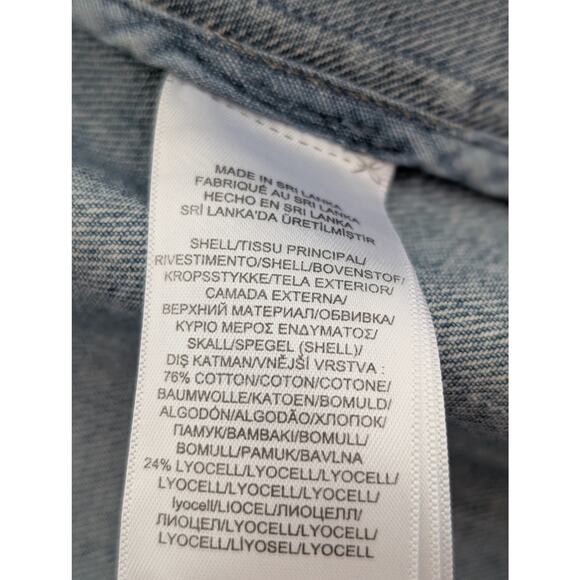 MADE IN SRI LANKA
FABRIQUÉ AU SRI LANKA
HECHO EN SRI LANKA
SRİ LANKA'DA ÜRETİLMİŞTİR
SHELL/TISSU PRINCIPAL/
RIVESTIMENTO/SHELL/BOVENSTOF/
KROPSSTYKKE/TELA EXTERIOR/
CAMADA EXTERNA/
ВЕРХНИЙ МАТЕРИАЛ/ОБВИВКА/
ΚΥΡΙΟ ΜΕΡΟΣ ΕΝΔΥΜΑΤΟΣ/
SKALL/SPEGEL (SHELL)/
DIŞ KATMAN/VNĚJŠÍ VRSTVA :
76% COTTON/COTON/COTONE/
BAUMWOLLE/KATOEN/BOMULD/
ALGODÓN/ALGODÃO/ХЛОПОК/
ПАМУК/ΒΑΜΒΑΚΙ/BOMULL/
BOMULL/PAMUK/BAVLNA
24% LYOCELL/LYOCELL/LYOCELL/
LYOCELL/LYOCELL/LYOCELL/
lyocell/LIOCEL/ЛИОЦЕЛЛ/
ЛИОЦЕЛ/LYOCELL/LYOCELL/
LYOCELL/LİYOSEL/LYOCELL